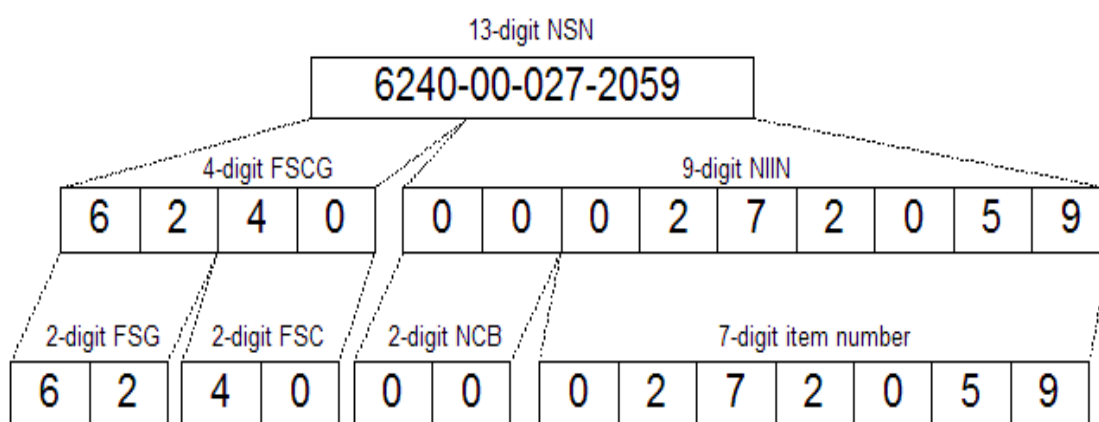 13-digit NSN
6240-00-027-2059
4-digit FSCG 9-digit NIIN
6 2 4 0 0 0 0 2 7 2 0 5 9
2-digit FSG 2-digit FSC 2-digit NCB 7-digit item number
6 2 4 0 0 0 0 2 7 2 0 5 9